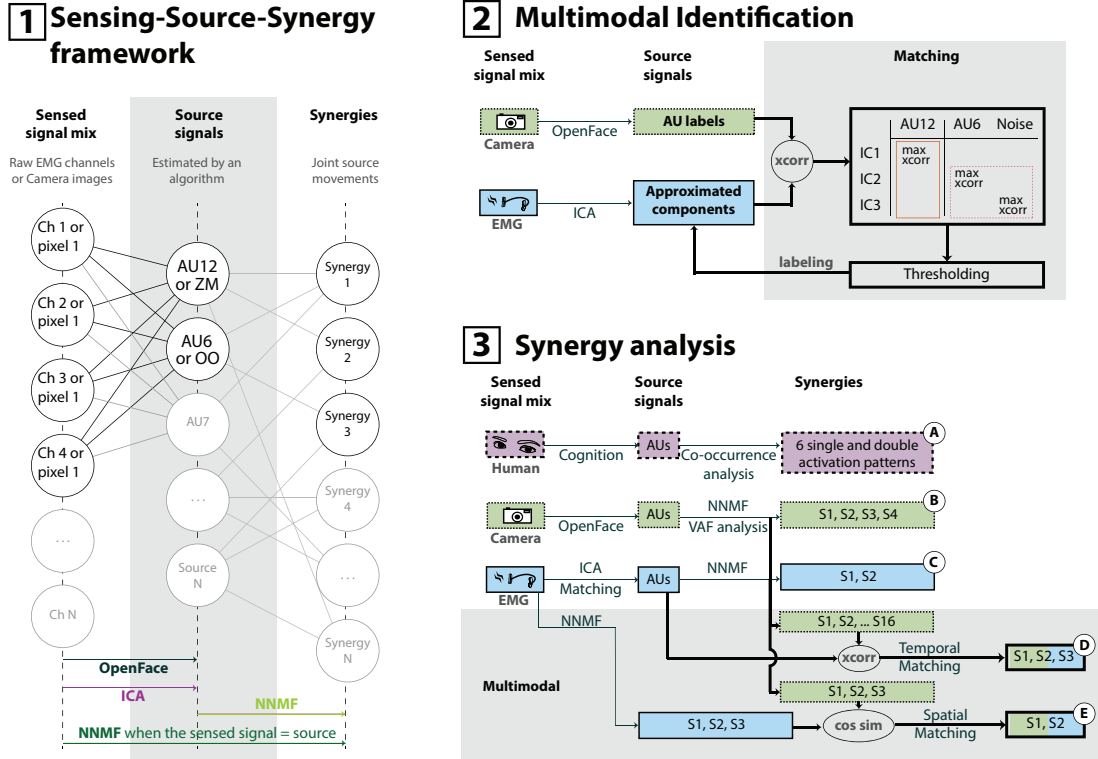 1 Sensing-Source-Synergy
framework
Sensed
signal mix
Source
signals
Synergies
Raw EMG channels
or Camera images
Estimated by an
algorithm
Joint source
movements
Ch 1 or
pixel 1
Ch 2 or
pixel 1
Ch 3 or
pixel 1
Ch 4 or
pixel 1
...
Ch N
AU12
or ZM
AU6
or OO
AU7
...
Source
N
Synergy
1
Synergy
2
Synergy
3
Synergy
4
...
Synergy
N
OpenFace
ICA
NNMF
NNMF when the sensed signal = source
2 Multimodal Identification
Sensed
signal mix
Source
signals
Matching
Camera
OpenFace
AU labels
EMG
ICA
Approximated
components
xcorr
AU12 AU6 Noise
IC1 max
xcorr
IC2 max
xcorr
IC3 max
xcorr
labeling
Thresholding
3 Synergy analysis
Sensed
signal mix
Source
signals
Synergies
Human
Cognition
AUs
Co-occurrence
analysis
6 single and double
activation patterns
A
Camera
OpenFace
AUs
NNMF
VAF analysis
S1, S2, S3, S4
B
EMG
ICA
Matching
AUs
NNMF
S1, S2
C
NNMF
Multimodal
S1, S2, ... S16
xcorr
Temporal
Matching
S1, S2, S3
D
S1, S2, S3
S1, S2, S3
cos sim
Spatial
Matching
S1, S2
E